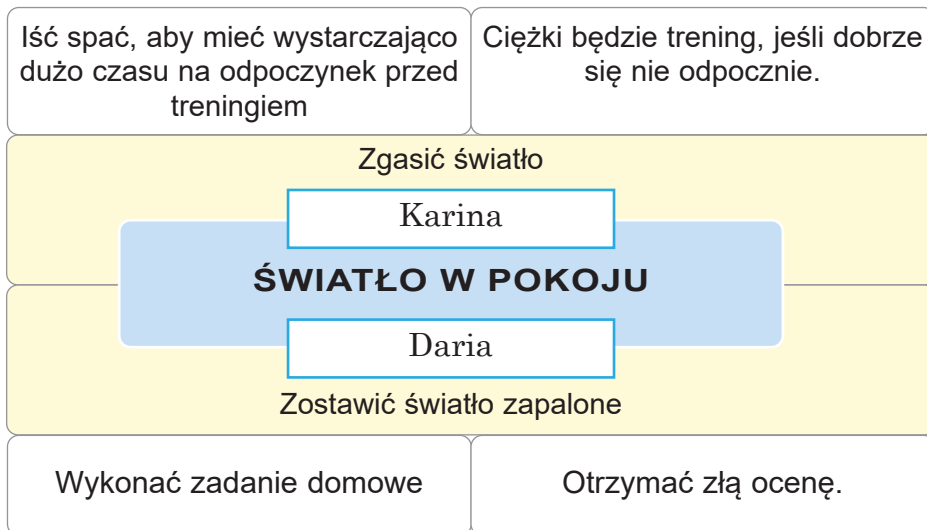 Iść spać, aby mieć wystarczająco
dużo czasu na odpoczynek przed
treningiem
Ciężki będzie trening, jeśli dobrze
się nie odpocznie.
Zgasić światło
Karina
ŚWIATŁO W POKOJU
Daria
Zostawić światło zapalone
Wykonać zadanie domowe
Otrzymać złą ocenę.